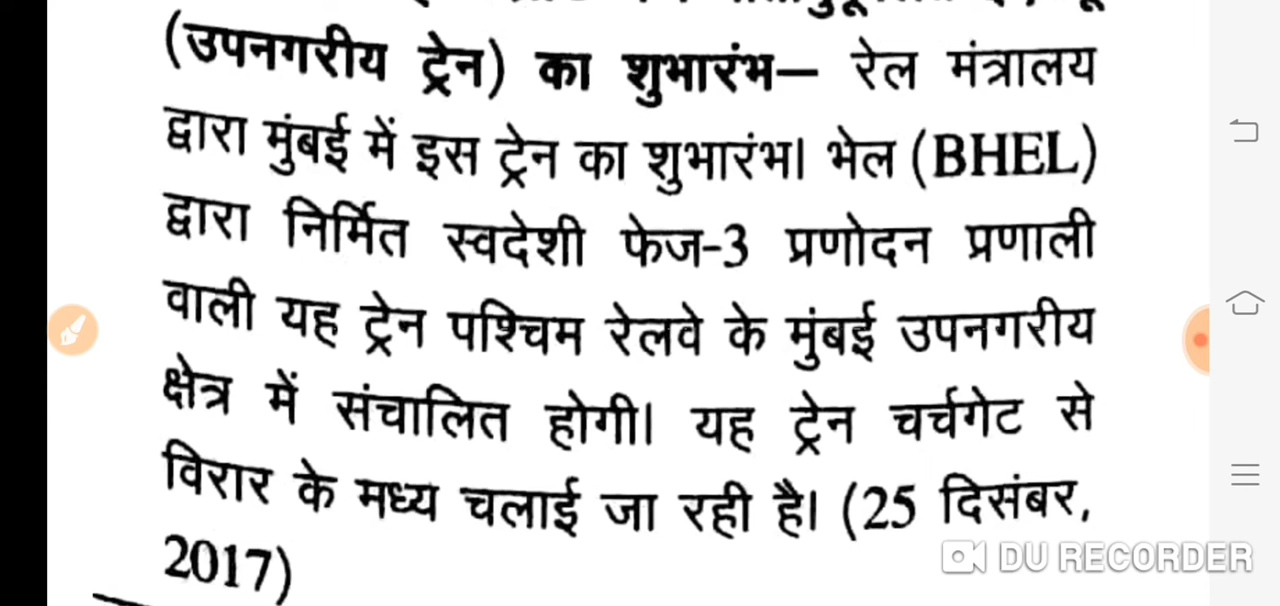 (उपनगरीय ट्रेन) का शुभारंभ— रेल मंत्रालय
द्वारा मुंबई में इस ट्रेन का शुभारंभ। भेल (BHEL)
द्वारा निर्मित स्वदेशी फेज-3 प्रणोदन प्रणाली
वाली यह ट्रेन पश्चिम रेलवे के मुंबई उपनगरीय
क्षेत्र में संचालित होगी। यह ट्रेन चर्चगेट से
विरार के मध्य चलाई जा रही है। (25 दिसंबर,
2017)
DU RECORDER